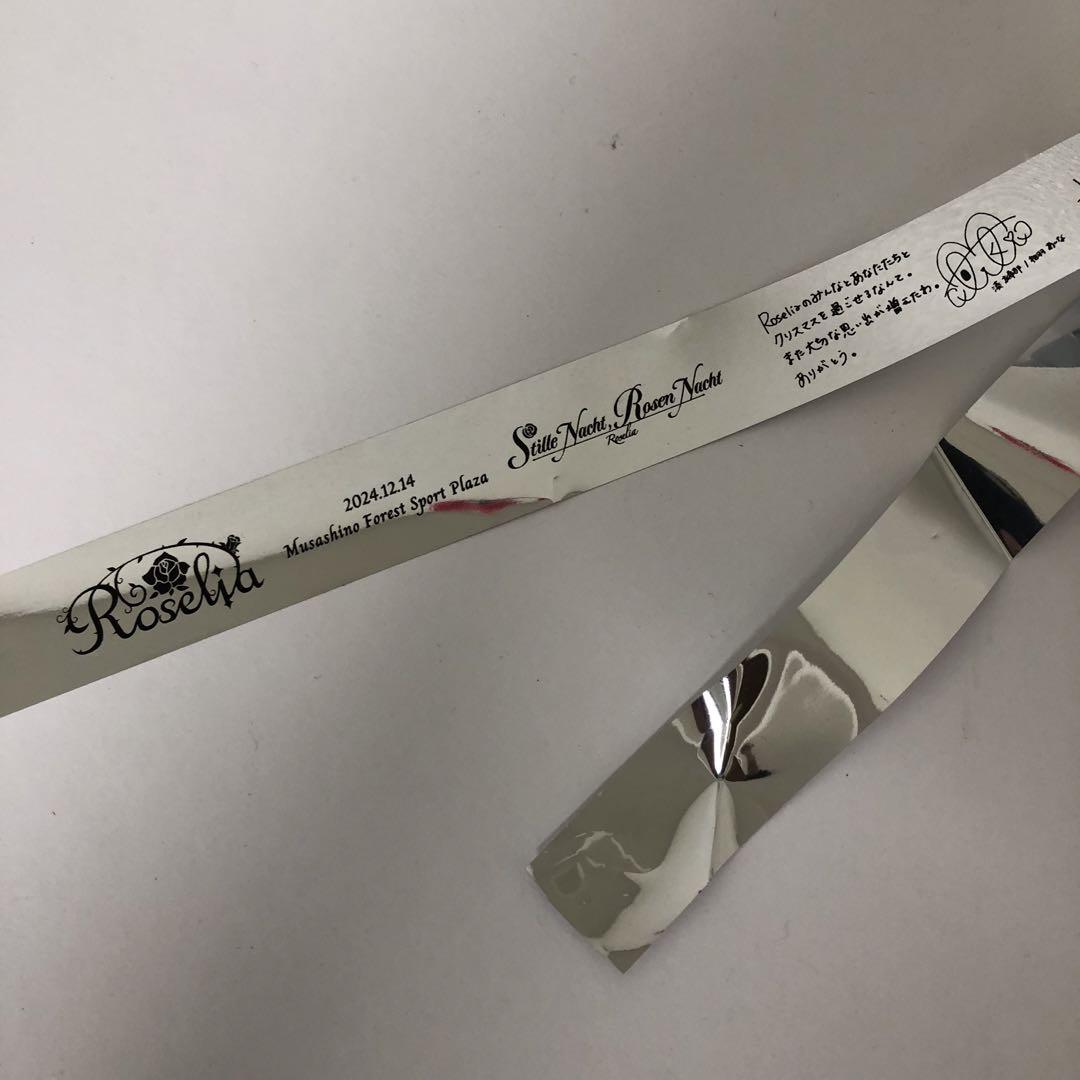 Roselia
2024.12.14
Musashino Forest Sport Plaza
Stille Nacht, Rosen Nacht
Roselia
Roseliaのみんなとあなたたちと
クリスマスを過ごせるなんて。
また大切な思い出が増えたわ。
ありがとう。
湊 友希那 / 相羽 あいな